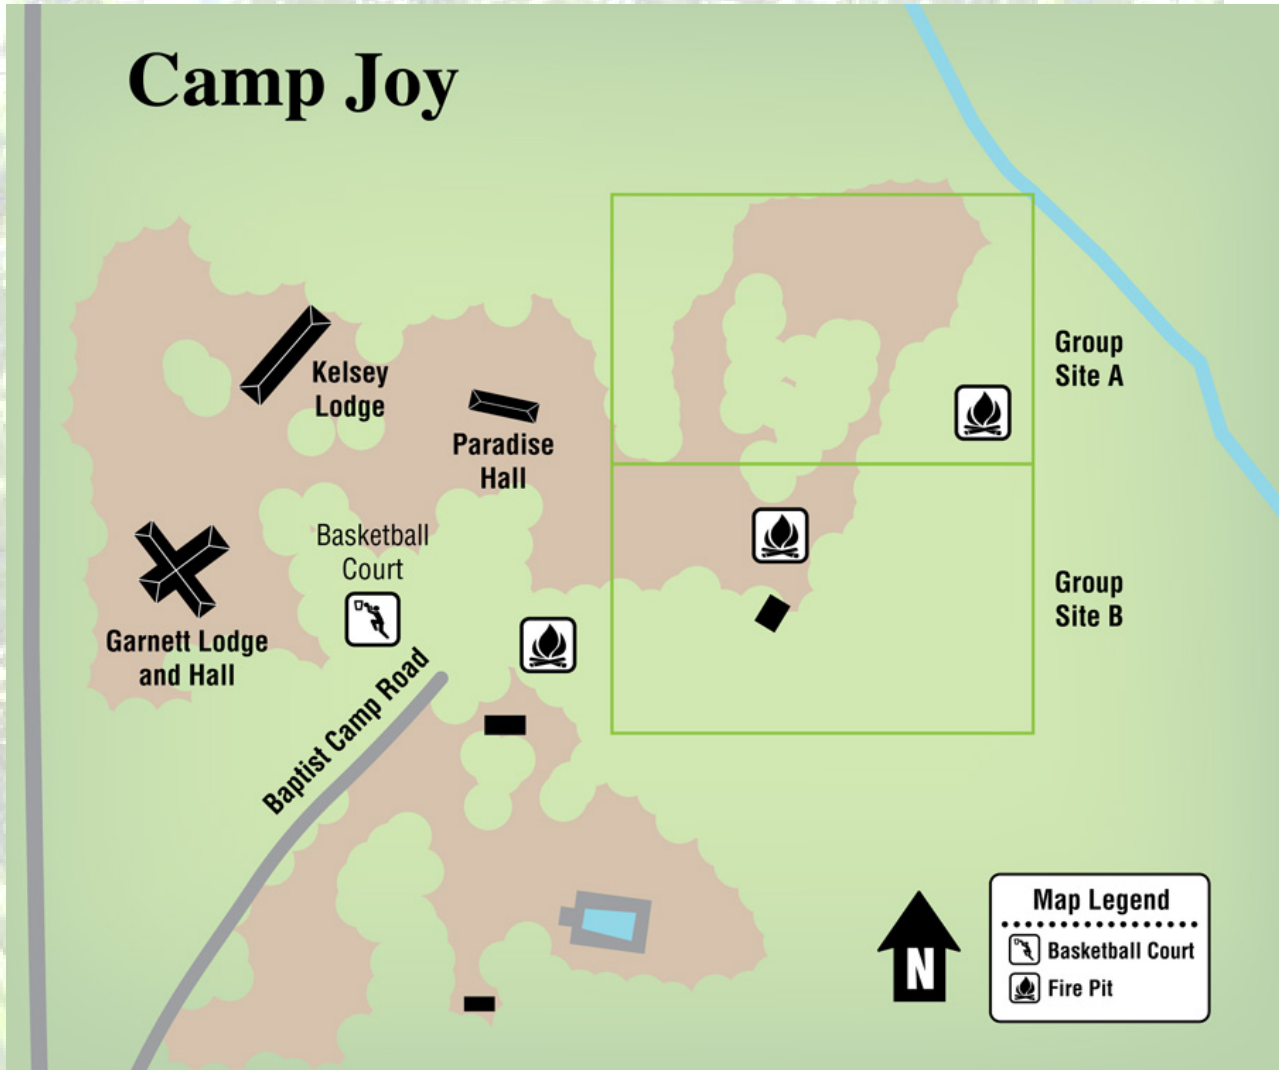 Camp Joy
Kelsey
Lodge
Paradise
Hall
Group
Site A
Basketball
Court
Garnett Lodge
and Hall
Group
Site B
Baptist Camp Road
N
Map Legend
Basketball Court
Fire Pit